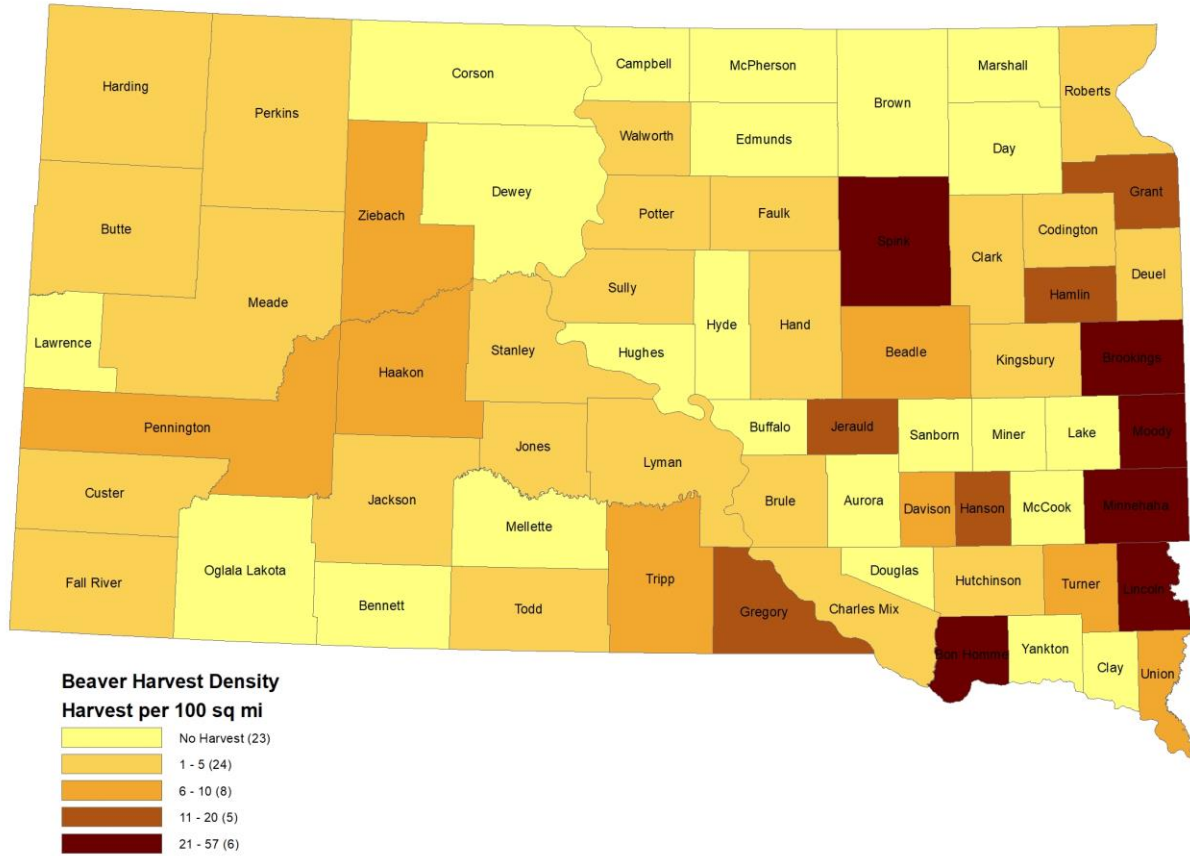 Harding
Perkins
Corson
Campbell
McPherson
Brown
Marshall
Roberts
Walworth
Edmunds
Day
Grant
Butte
Ziebach
Dewey
Potter
Faulk
Spink
Clark
Codington
Deuel
Meade
Sully
Hyde
Hand
Hamlin
Lawrence
Haakon
Stanley
Hughes
Beadle
Kingsbury
Brookings
Pennington
Jones
Lyman
Buffalo
Jerauld
Sanborn
Miner
Lake
Moody
Custer
Jackson
Mellette
Brule
Aurora
Davison
Hanson
McCook
Minnehaha
Fall River
Oglala Lakota
Bennett
Todd
Tripp
Gregory
Charles Mix
Douglas
Hutchinson
Turner
Lincoln
Bon Homme
Yankton
Clay
Union
Beaver Harvest Density
Harvest per 100 sq mi
No Harvest (23)
1 - 5 (24)
6 - 10 (8)
11 - 20 (5)
21 - 57 (6)